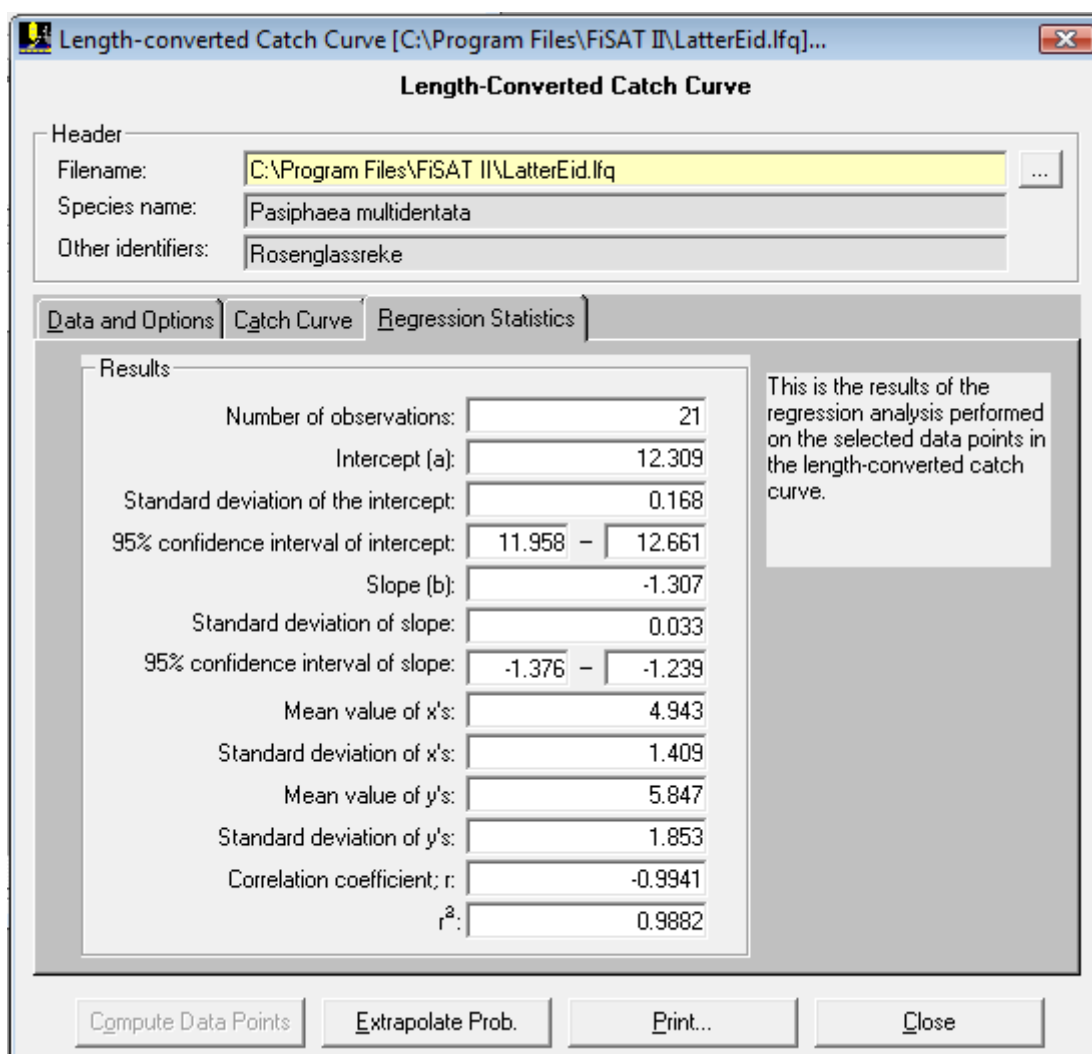 Length-converted Catch Curve [C:\Program Files\FiSAT II\LatterEid.lfq]...
Length-Converted Catch Curve
Header
Filename: C:\Program Files\FiSAT II\LatterEid.lfq ...
Species name: Pasiphaea multidentata
Other identifiers: Rosenglassreke
Data and Options Catch Curve Regression Statistics
Results
Number of observations: 21
Intercept (a): 12.309
Standard deviation of the intercept: 0.168
95% confidence interval of intercept: 11.958 – 12.661
Slope (b): -1.307
Standard deviation of slope: 0.033
95% confidence interval of slope: -1.376 – -1.239
Mean value of x's: 4.943
Standard deviation of x's: 1.409
Mean value of y's: 5.847
Standard deviation of y's: 1.853
Correlation coefficient; r: -0.9941
r²: 0.9882
This is the results of the
regression analysis performed
on the selected data points in
the length-converted catch
curve.
Compute Data Points Extrapolate Prob. Print... Close